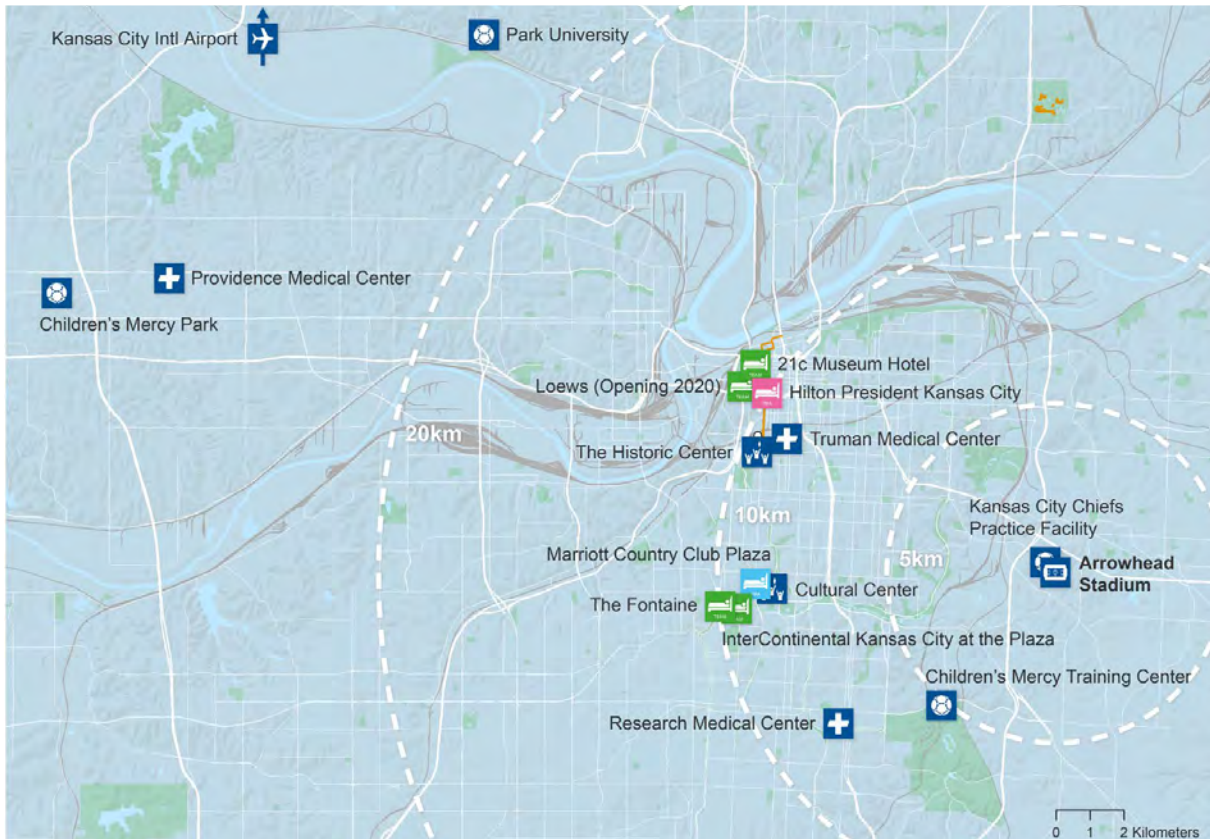 Kansas City Intl Airport
Park University
Providence Medical Center
Children's Mercy Park
21c Museum Hotel
Loews (Opening 2020)
Hilton President Kansas City
20km
Truman Medical Center
The Historic Center
10km
Kansas City Chiefs
Practice Facility
Marriott Country Club Plaza
5km
Arrowhead
Stadium
Cultural Center
The Fontaine
InterContinental Kansas City at the Plaza
Children's Mercy Training Center
Research Medical Center
0 1 2 Kilometers